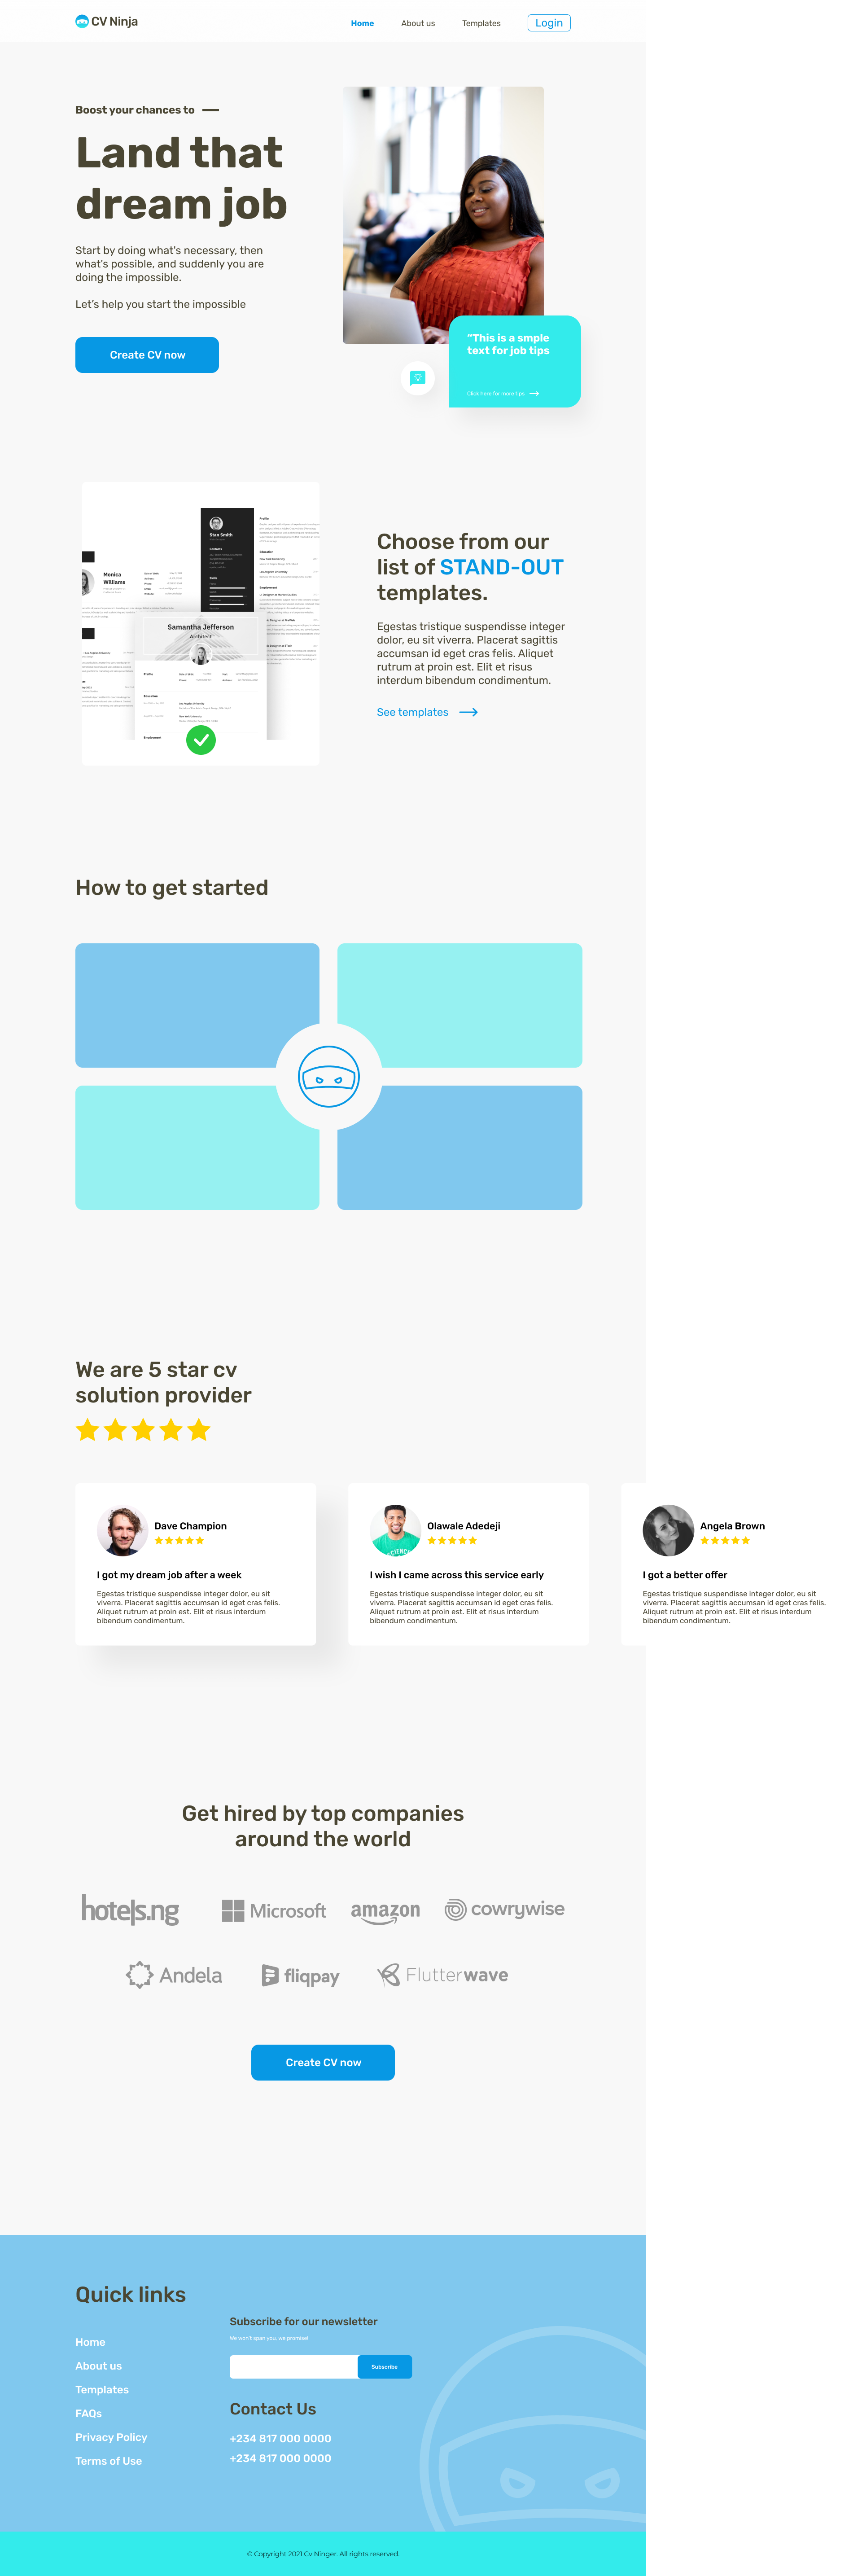 CV Ninja
Home
About us
Templates
Login
Boost your chances to
Land that
dream job
Start by doing what's necessary, then
what's possible, and suddenly you are
doing the impossible.
Let's help you start the impossible
Create CV now
"This is a smple
text for job tips
Click here for more tips
Stan Smith
Monica
Williams
Samantha Jefferson
Architect
Profile
Education
Employment
Choose from our
list of STAND-OUT
templates.
Egestas tristique suspendisse integer
dolor, eu sit viverra. Placerat sagittis
accumsan id eget cras felis. Aliquet
rutrum at proin est. Elit et risus
interdum bibendum condimentum.
See templates
How to get started
We are 5 star cv
solution provider
Dave Champion
I got my dream job after a week
Egestas tristique suspendisse integer dolor, eu sit
viverra. Placerat sagittis accumsan id eget cras felis.
Aliquet rutrum at proin est. Elit et risus interdum
bibendum condimentum.
Olawale Adedeji
I wish I came across this service early
Egestas tristique suspendisse integer dolor, eu sit
viverra. Placerat sagittis accumsan id eget cras felis.
Aliquet rutrum at proin est. Elit et risus interdum
bibendum condimentum.
Angela Brown
I got a better offer
Egestas tristique suspendisse integer dolor, eu sit
viverra. Placerat sagittis accumsan id eget cras felis.
Aliquet rutrum at proin est. Elit et risus interdum
bibendum condimentum.
Get hired by top companies
around the world
hotels.ng
Microsoft
amazon
cowrywise
Andela
fliqpay
Flutterwave
Create CV now
Quick links
Home
About us
Templates
FAQs
Privacy Policy
Terms of Use
Subscribe for our newsletter
We won't span you, we promise!
Subscribe
Contact Us
+234 817 000 0000
+234 817 000 0000
© Copyright 2021 Cv Ninger. All rights reserved.